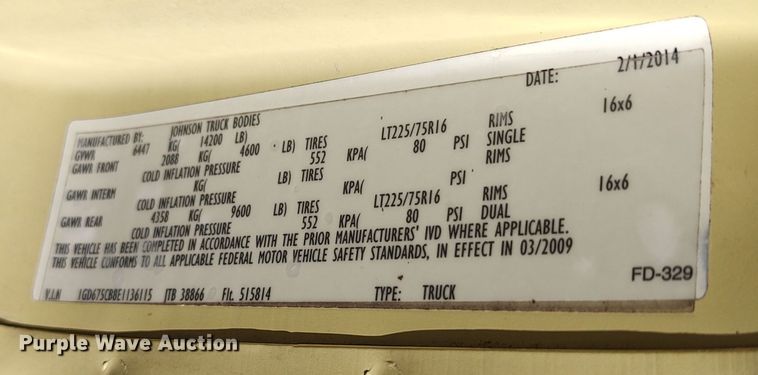 DATE: 2/1/2014
MANUFACTURED BY: JOHNSON TRUCK BODIES
GVWR 6447 KG( 14200 LB)
GAWR FRONT 2088 KG( 4600 LB) TIRES LT225/75R16 RIMS 16x6
COLD INFLATION PRESSURE 552 KPA( 80 PSI SINGLE
GAWR INTERM KG( LB) TIRES RIMS
COLD INFLATION PRESSURE KPA( PSI
GAWR REAR 4358 KG( 9600 LB) TIRES LT225/75R16 RIMS 16x6
COLD INFLATION PRESSURE 552 KPA( 80 PSI DUAL
THIS VEHICLE HAS BEEN COMPLETED IN ACCORDANCE WITH THE PRIOR MANUFACTURERS' IVD WHERE APPLICABLE.
THIS VEHICLE CONFORMS TO ALL APPLICABLE FEDERAL MOTOR VEHICLE SAFETY STANDARDS, IN EFFECT IN 03/2009
FD-329
V.I.N 1GD675CB8E1136115 JTB 38866 Flt. 515814 TYPE: TRUCK
Purple Wave Auction